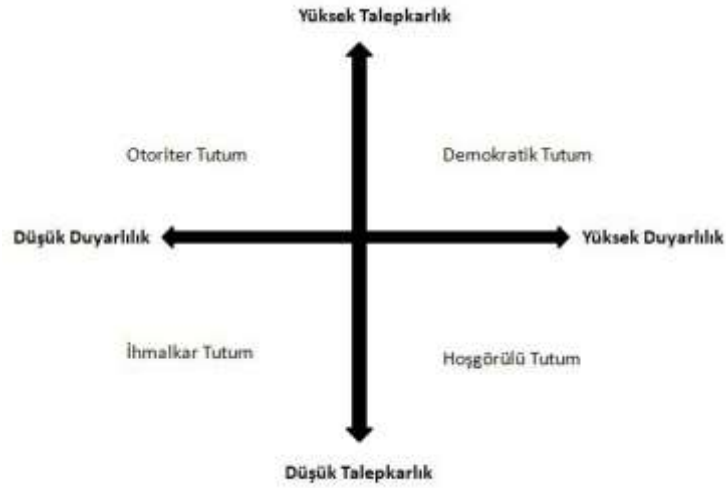 Yüksek Talepkarlık
Otoriter Tutum
Demokratik Tutum
Düşük Duyarlılık
Yüksek Duyarlılık
İhmalkar Tutum
Hoşgörülü Tutum
Düşük Talepkarlık